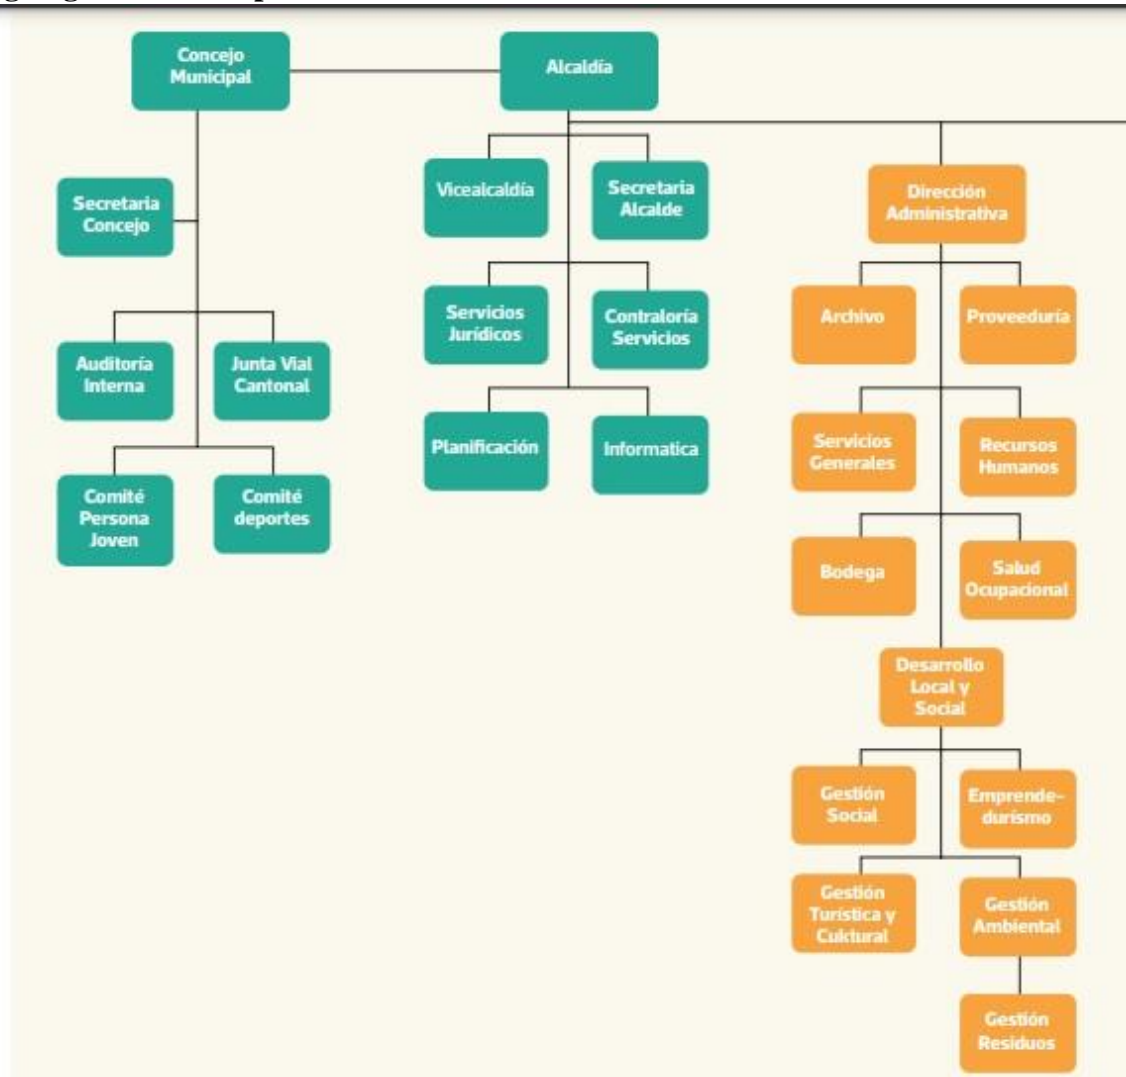 Concejo
Municipal
Alcaldía
Secretaria
Concejo
Auditoría
Interna
Junta Vial
Cantonal
Comité
Persona
Joven
Comité
deportes
Vicealcaldía
Secretaria
Alcalde
Servicios
Jurídicos
Contraloría
Servicios
Planificación
Informatica
Dirección
Administrativa
Archivo
Proveeduría
Servicios
Generales
Recursos
Humanos
Bodega
Salud
Ocupacional
Desarrollo
Local y
Social
Gestión
Social
Emprende-
durismo
Gestión
Turística y
Cuktural
Gestión
Ambiental
Gestión
Residuos